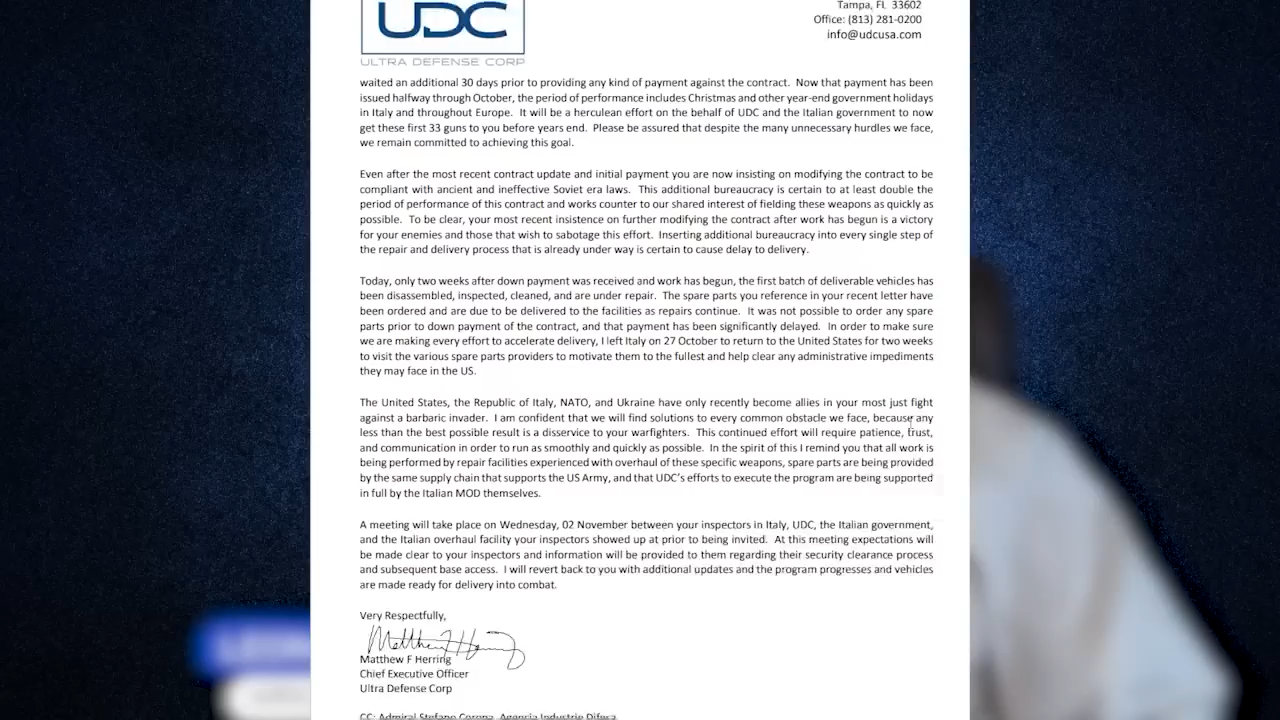 UDC
ULTRA DEFENSE CORP
Tampa, FL 33602
Office: (813) 281-0200
info@udcusa.com
waited an additional 30 days prior to providing any kind of payment against the contract. Now that payment has been
issued halfway through October, the period of performance includes Christmas and other year-end government holidays
in Italy and throughout Europe. It will be a herculean effort on the behalf of UDC and the Italian government to now
get these first 33 guns to you before years end. Please be assured that despite the many unnecessary hurdles we face,
we remain committed to achieving this goal.
Even after the most recent contract update and initial payment you are now insisting on modifying the contract to be
compliant with ancient and ineffective Soviet era laws. This additional bureaucracy is certain to at least double the
period of performance of this contract and works counter to our shared interest of fielding these weapons as quickly as
possible. To be clear, your most recent insistence on further modifying the contract after work has begun is a victory
for your enemies and those that wish to sabotage this effort. Inserting additional bureaucracy into every single step of
the repair and delivery process that is already under way is certain to cause delay to delivery.
Today, only two weeks after down payment was received and work has begun, the first batch of deliverable vehicles has
been disassembled, inspected, cleaned, and are under repair. The spare parts you reference in your recent letter have
been ordered and are due to be delivered to the facilities as repairs continue. It was not possible to order any spare
parts prior to down payment of the contract, and that payment has been significantly delayed. In order to make sure
we are making every effort to accelerate delivery, I left Italy on 27 October to return to the United States for two weeks
to visit the various spare parts providers to motivate them to the fullest and help clear any administrative impediments
they may face in the US.
The United States, the Republic of Italy, NATO, and Ukraine have only recently become allies in your most just fight
against a barbaric invader. I am confident that we will find solutions to every common obstacle we face, because any
less than the best possible result is a disservice to your warfighters. This continued effort will require patience, trust,
and communication in order to run as smoothly and quickly as possible. In the spirit of this I remind you that all work is
being performed by repair facilities experienced with overhaul of these specific weapons, spare parts are being provided
by the same supply chain that supports the US Army, and that UDC's efforts to execute the program are being supported
in full by the Italian MOD themselves.
A meeting will take place on Wednesday, 02 November between your inspectors in Italy, UDC, the Italian government,
and the Italian overhaul facility your inspectors showed up at prior to being invited. At this meeting expectations will
be made clear to your inspectors and information will be provided to them regarding their security clearance process
and subsequent base access. I will revert back to you with additional updates and the program progresses and vehicles
are made ready for delivery into combat.
Very Respectfully,
Matthew F Herring
Matthew F Herring
Chief Executive Officer
Ultra Defense Corp
CC: Admiral Stefano Corona, Agencia Industrie Difesa